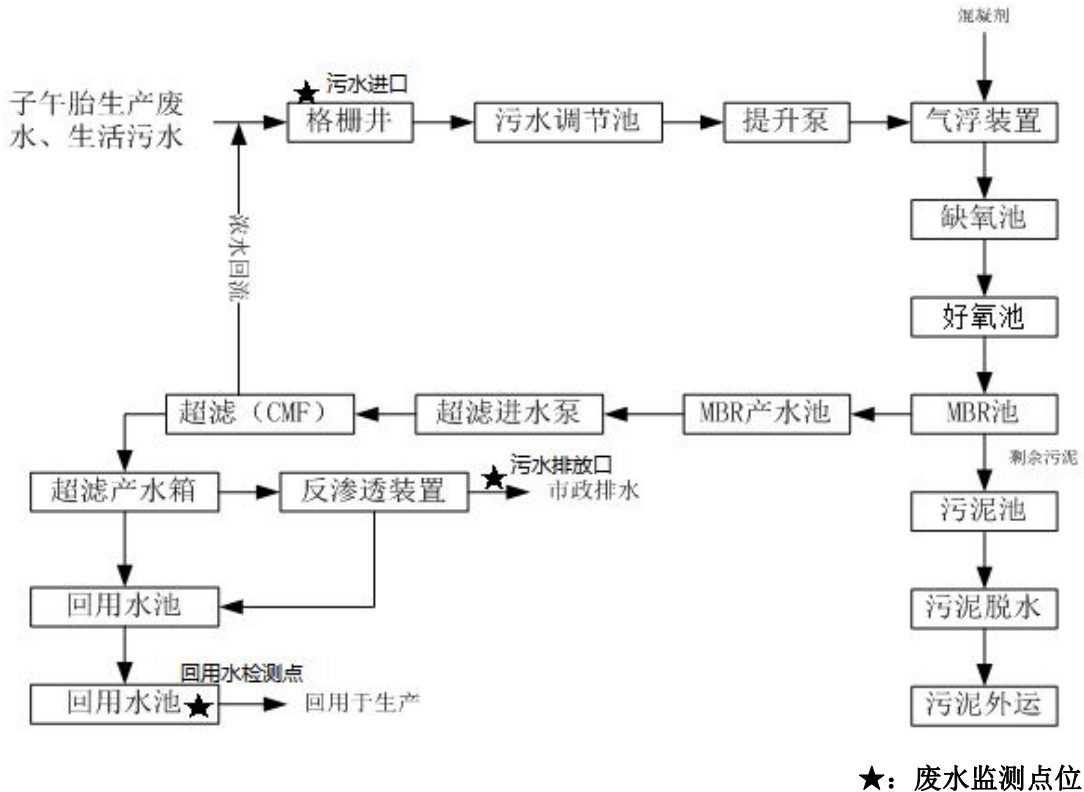 混凝剂
污水进口
子午胎生产废
水、生活污水
格栅井
污水调节池
提升泵
气浮装置
缺氧池
浓水回流
好氧池
超滤（CMF）
超滤进水泵
MBR产水池
MBR池
剩余污泥
污水排放口
超滤产水箱
反渗透装置
市政排水
污泥池
回用水池
污泥脱水
回用水检测点
回用水池
回用于生产
污泥外运
★：废水监测点位